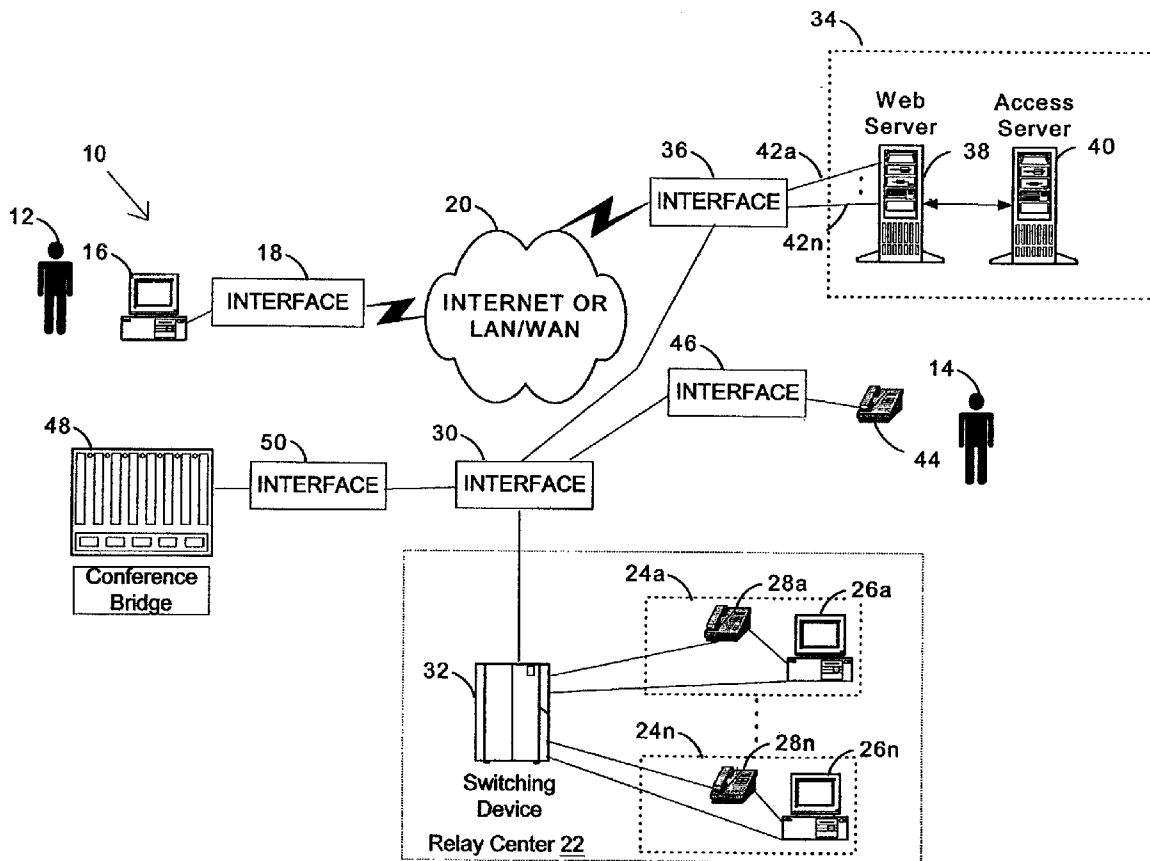 34
Web
Server
Access
Server
10
36
42a
38
40
INTERFACE
12
20
42n
16
18
INTERFACE
INTERNET OR
LAN/WAN
46
INTERFACE
14
48
50
30
44
INTERFACE
INTERFACE
Conference
Bridge
24a
28a
26a
32
24n
28n
26n
Switching
Device
Relay Center 22